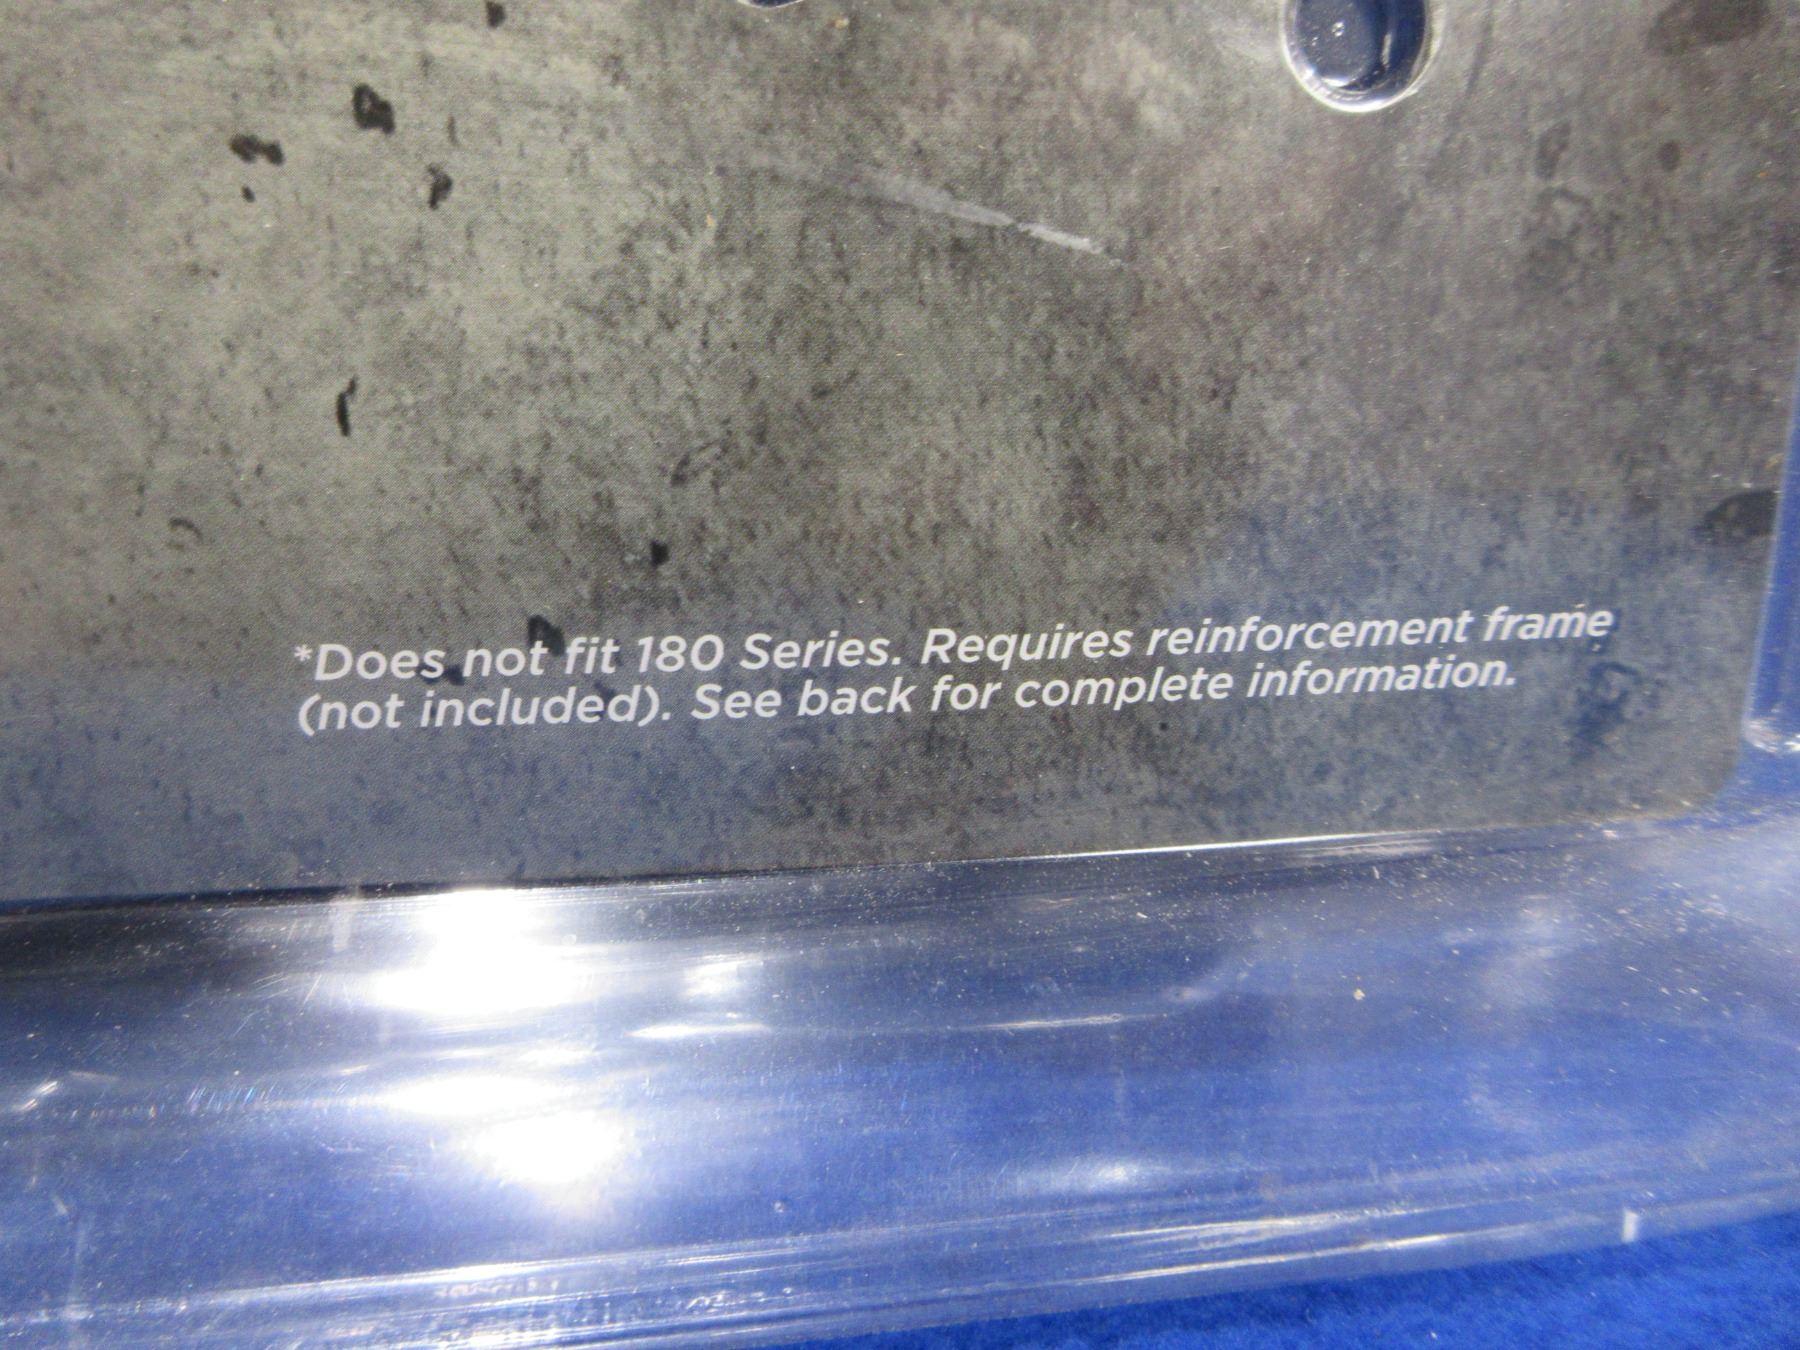 *Does not fit 180 Series. Requires reinforcement frame
(not included). See back for complete information.